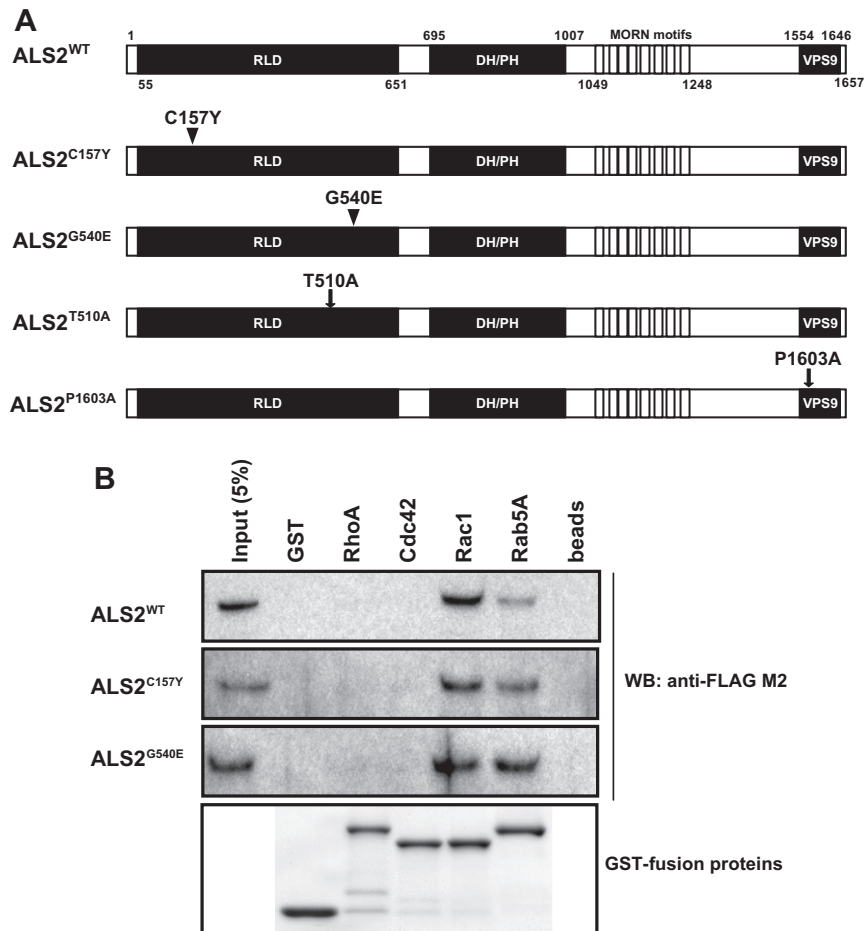 A
1 695 1007 MORN motifs 1554 1646
ALS2WT RLD DH/PH VPS9
55 651 1049 1248 1657
C157Y
ALS2C157Y RLD DH/PH VPS9
G540E
ALS2G540E RLD DH/PH VPS9
T510A
ALS2T510A RLD DH/PH VPS9
P1603A
ALS2P1603A RLD DH/PH VPS9
B
Input (5%) GST RhoA Cdc42 Rac1 Rab5A beads
ALS2WT
ALS2C157Y WB: anti-FLAG M2
ALS2G540E
GST-fusion proteins